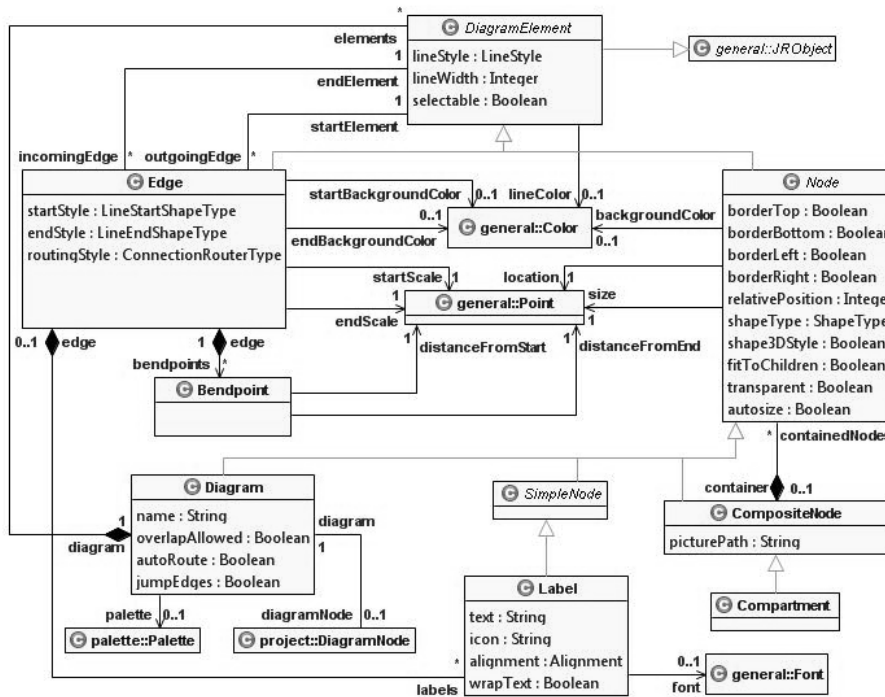 *
elements
DiagramElement
lineStyle : LineStyle
lineWidth : Integer
selectable : Boolean
general::JRObject
1
endElement
1
startElement
incomingEdge * outgoingEdge *
Edge
startStyle : LineStartShapeType
endStyle : LineEndShapeType
routingStyle : ConnectionRouterType
startBackgroundColor 0..1
lineColor 0..1
general::Color
0..1
endBackgroundColor
backgroundColor
0..1
Node
borderTop : Boolean
borderBottom : Boolean
borderLeft : Boolean
borderRight : Boolean
relativePosition : Intege
shapeType : ShapeType
shape3DStyle : Boolean
fitToChildren : Boolean
transparent : Boolean
autosize : Boolean
startScale 1
location 1
general::Point
1
endScale
size
1
1 distanceFromStart
1 distanceFromEnd
0..1 edge
1 edge
bendpoints *
Bendpoint
* containedNodes
container 0..1
Diagram
name : String
overlapAllowed : Boolean
autoRoute : Boolean
jumpEdges : Boolean
1
diagram
diagram
1
SimpleNode
CompositeNode
picturePath : String
Compartment
palette 0..1
palette::Palette
diagramNode 0..1
project::DiagramNode
Label
text : String
icon : String
alignment : Alignment
wrapText : Boolean
*
labels
0..1
font
general::Font